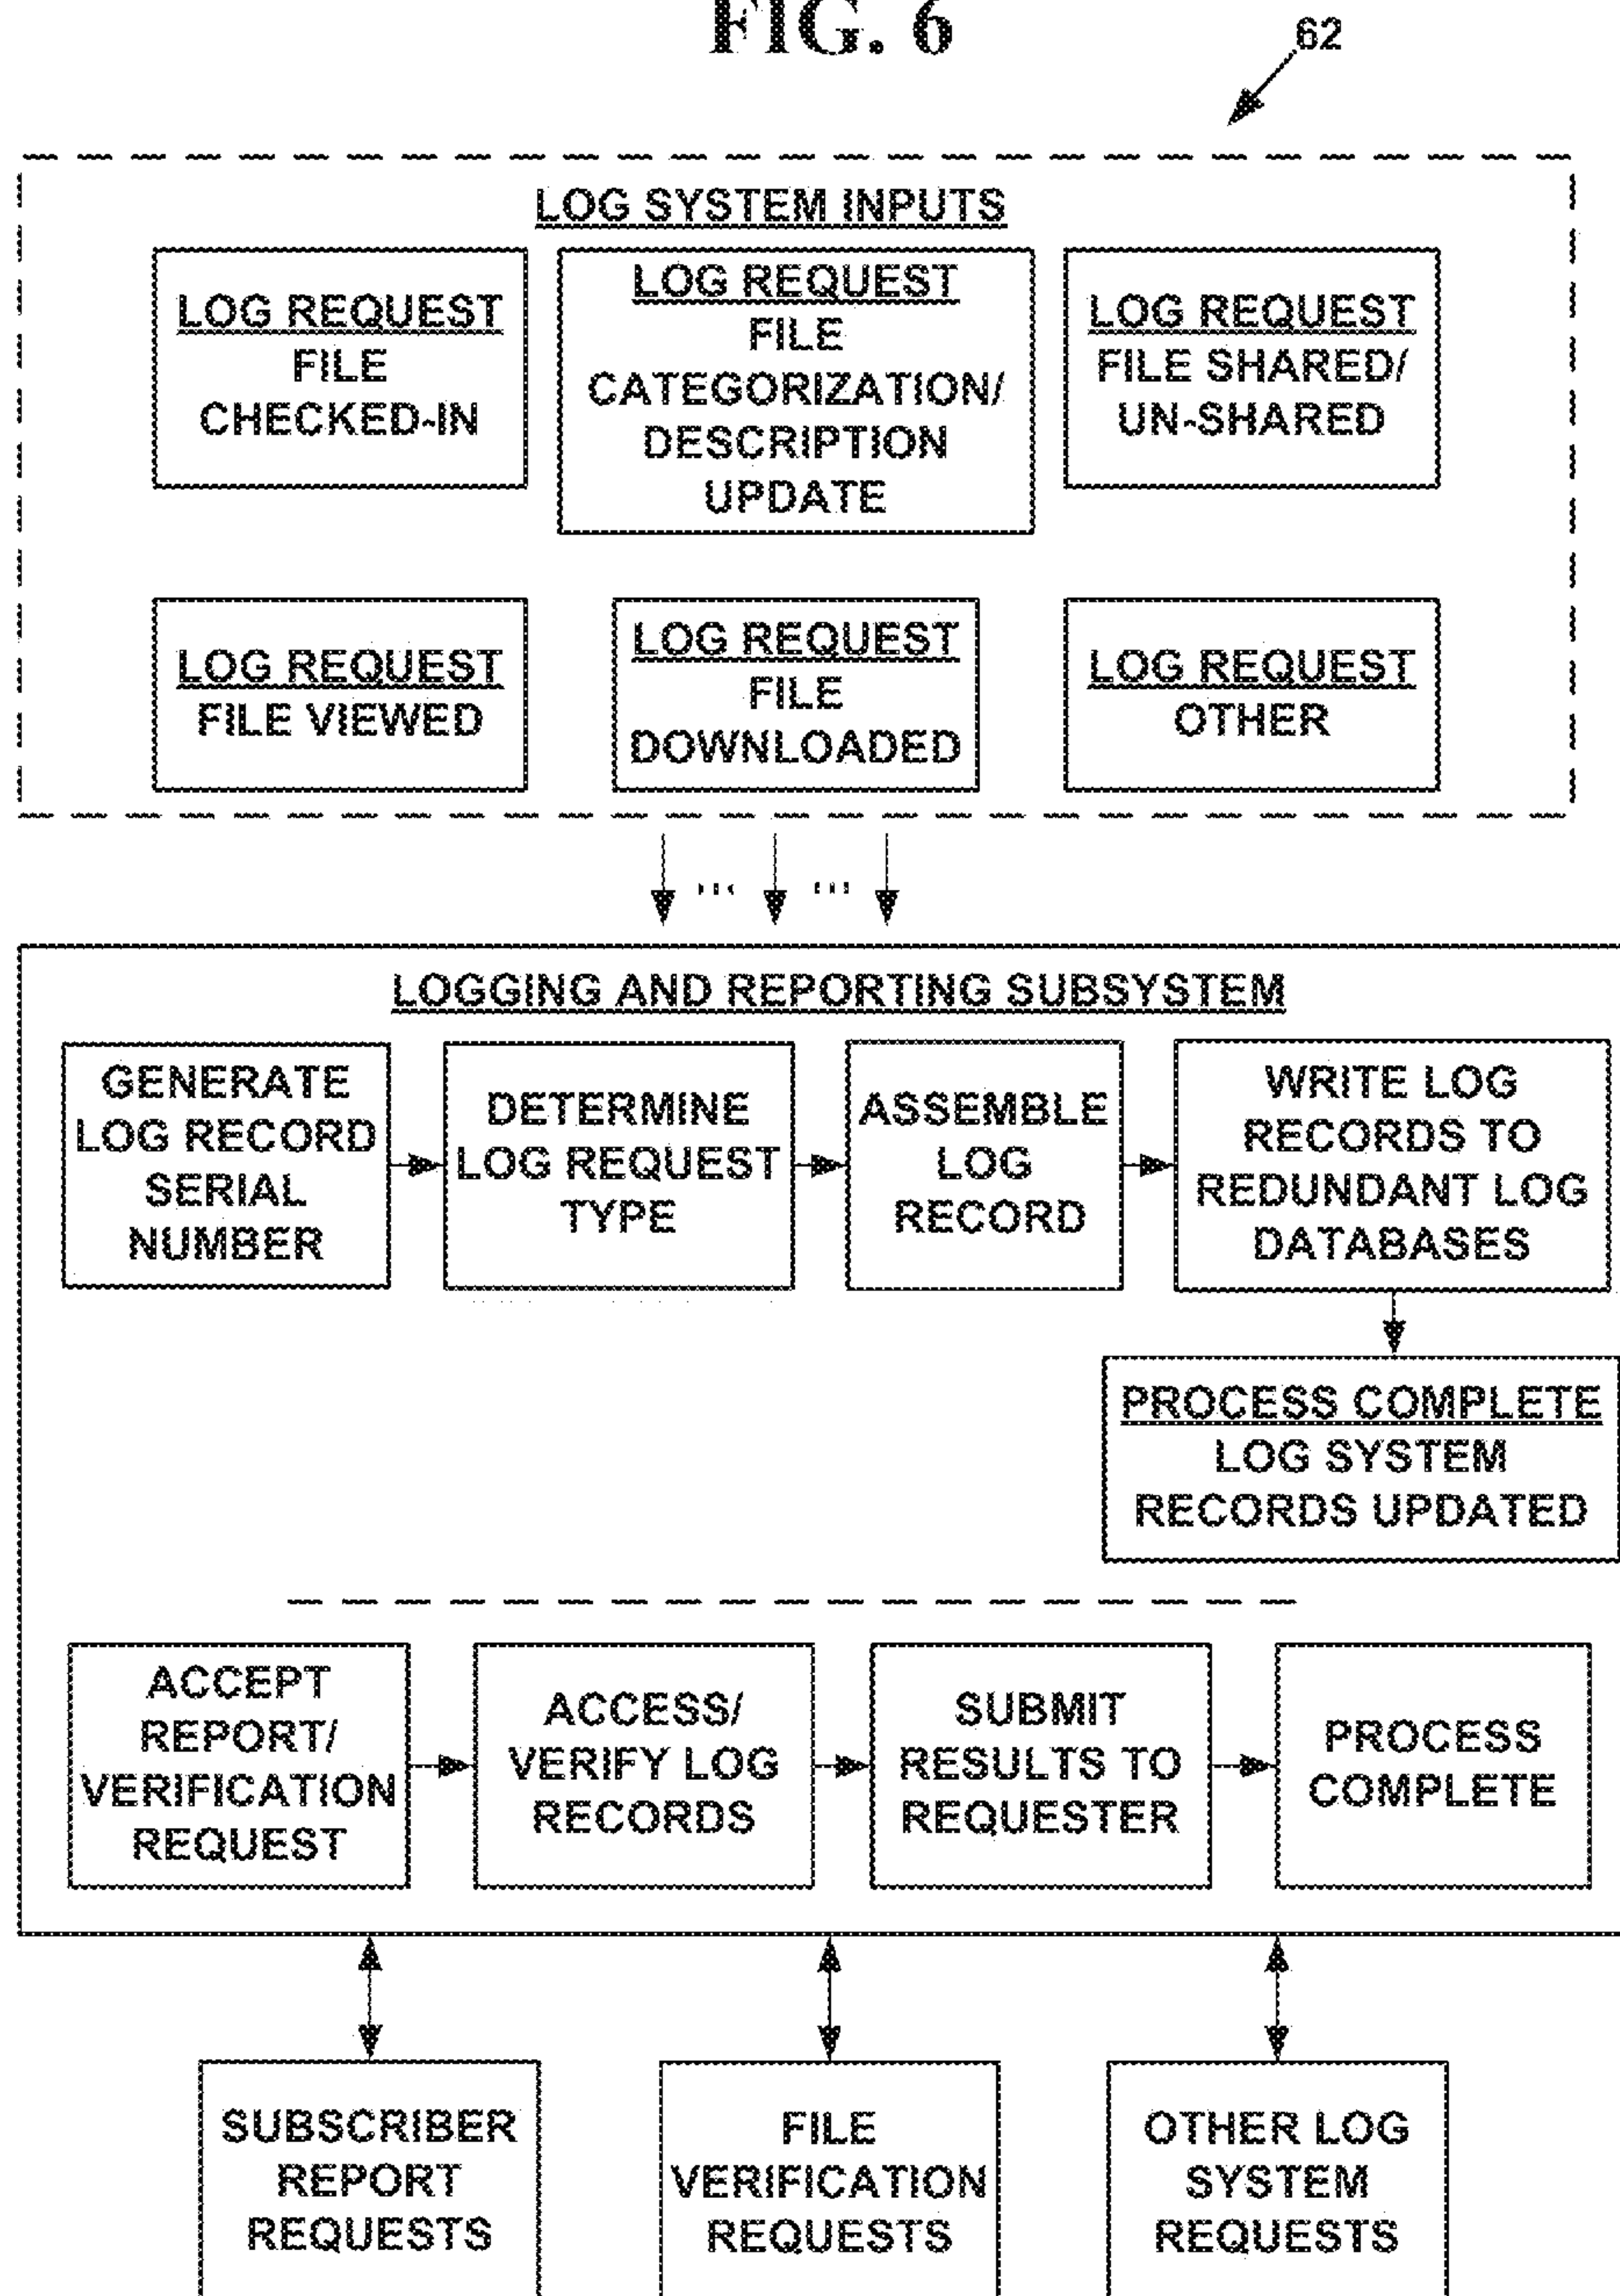 FIG. 6
62
LOG SYSTEM INPUTS
LOG REQUEST
FILE
CHECKED-IN
LOG REQUEST
FILE
CATEGORIZATION/
DESCRIPTION
UPDATE
LOG REQUEST
FILE SHARED/
UN-SHARED
LOG REQUEST
FILE VIEWED
LOG REQUEST
FILE
DOWNLOADED
LOG REQUEST
OTHER
... ...
LOGGING AND REPORTING SUBSYSTEM
GENERATE
LOG RECORD
SERIAL
NUMBER
DETERMINE
LOG REQUEST
TYPE
ASSEMBLE
LOG
RECORD
WRITE LOG
RECORDS TO
REDUNDANT LOG
DATABASES
PROCESS COMPLETE
LOG SYSTEM
RECORDS UPDATED
ACCEPT
REPORT/
VERIFICATION
REQUEST
ACCESS/
VERIFY LOG
RECORDS
SUBMIT
RESULTS TO
REQUESTER
PROCESS
COMPLETE
SUBSCRIBER
REPORT
REQUESTS
FILE
VERIFICATION
REQUESTS
OTHER LOG
SYSTEM
REQUESTS